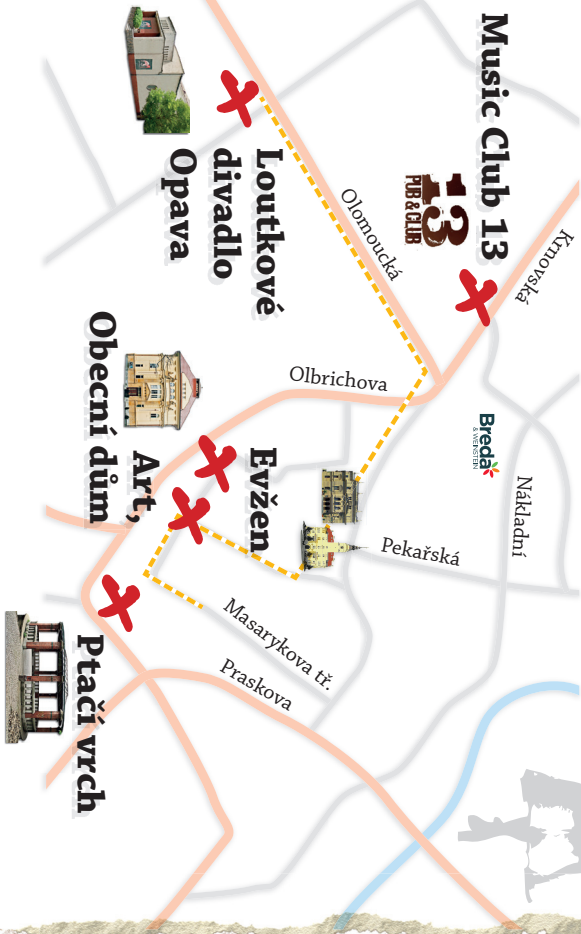 Music Club 13
13
PUB & CLUB
Krnovská
Loutkové
divadlo
Opava
Olomoucká
Olbrichova
Breda
& WEINSTEIN
Nákladní
Pekařská
Evžen
Art,
Obecní dům
Masarykova tř.
Praskova
Ptačí vrch